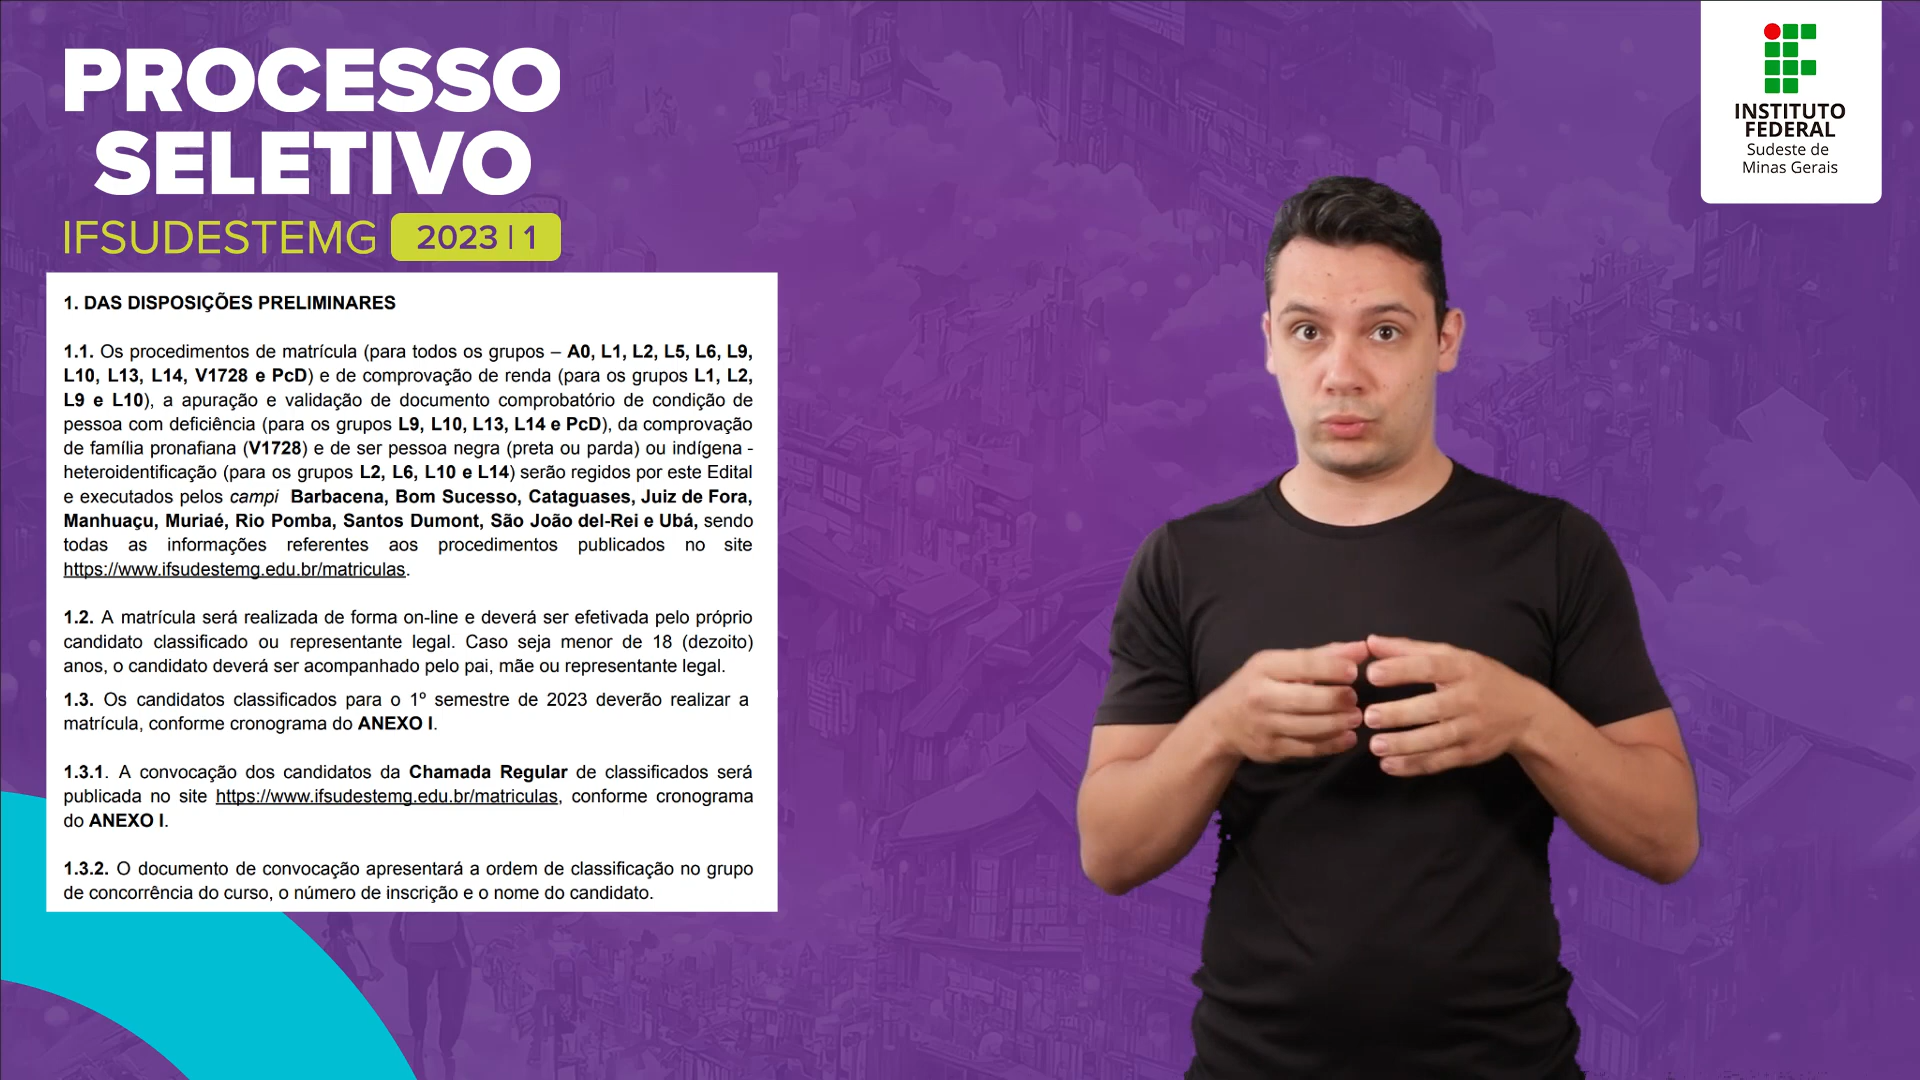 PROCESSO
SELETIVO
IFSUDESTEMG 2023 | 1
INSTITUTO
FEDERAL
Sudeste de
Minas Gerais
1. DAS DISPOSIÇÕES PRELIMINARES
1.1. Os procedimentos de matrícula (para todos os grupos – A0, L1, L2, L5, L6, L9,
L10, L13, L14, V1728 e PcD) e de comprovação de renda (para os grupos L1, L2,
L9 e L10), a apuração e validação de documento comprobatório de condição de
pessoa com deficiência (para os grupos L9, L10, L13, L14 e PcD), da comprovação
de família pronafiana (V1728) e de ser pessoa negra (preta ou parda) ou indígena -
heteroidentificação (para os grupos L2, L6, L10 e L14) serão regidos por este Edital
e executados pelos campi Barbacena, Bom Sucesso, Cataguases, Juiz de Fora,
Manhuaçu, Muriaé, Rio Pomba, Santos Dumont, São João del-Rei e Ubá, sendo
todas as informações referentes aos procedimentos publicados no site
https://www.ifsudestemg.edu.br/matriculas.
1.2. A matrícula será realizada de forma on-line e deverá ser efetivada pelo próprio
candidato classificado ou representante legal. Caso seja menor de 18 (dezoito)
anos, o candidato deverá ser acompanhado pelo pai, mãe ou representante legal.
1.3. Os candidatos classificados para o 1º semestre de 2023 deverão realizar a
matrícula, conforme cronograma do ANEXO I.
1.3.1. A convocação dos candidatos da Chamada Regular de classificados será
publicada no site https://www.ifsudestemg.edu.br/matriculas, conforme cronograma
do ANEXO I.
1.3.2. O documento de convocação apresentará a ordem de classificação no grupo
de concorrência do curso, o número de inscrição e o nome do candidato.